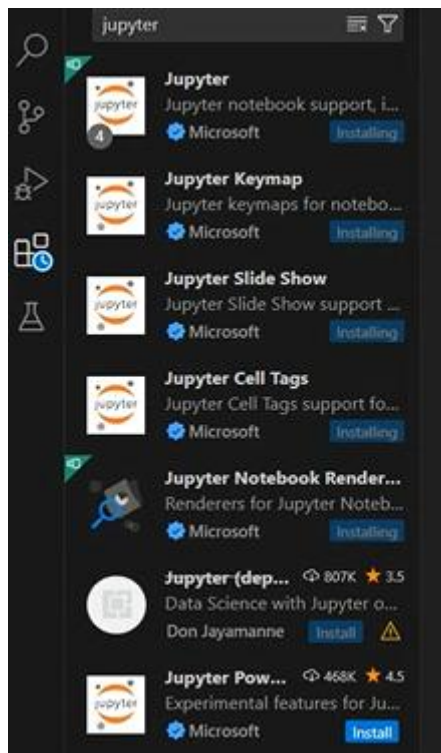 jupyter
Jupyter
Jupyter notebook support, i...
jupyter
4
Microsoft
Installing
Jupyter Keymap
Jupyter keymaps for notebo...
jupyter
Microsoft
Installing
Jupyter Slide Show
Jupyter Slide Show support ...
jupyter
Microsoft
Installing
Jupyter Cell Tags
Jupyter Cell Tags support fo...
jupyter
Microsoft
Installing
Jupyter Notebook Render...
Renderers for Jupyter Noteb...
Microsoft
Installing
Jupyter (dep... 807K 3.5
Data Science with Jupyter o...
Don Jayamanne Install
Jupyter Pow... 468K 4.5
Experimental features for Ju...
jupyter
Microsoft
Install